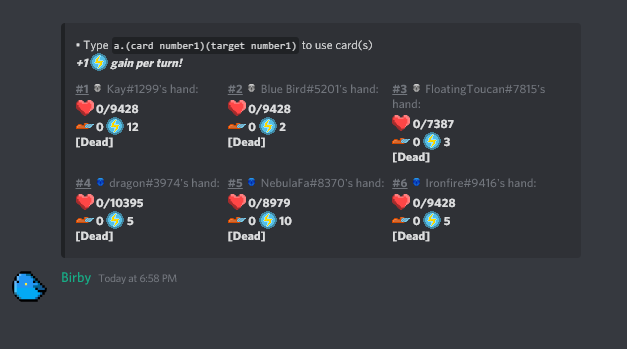 • Type a.(card number1)(target number1) to use card(s)
+1 gain per turn!
#1 Kay#1299's hand:
0/9428
0 12
[Dead]
#2 Blue Bird#5201's hand:
0/9428
0 2
[Dead]
#3 FloatingToucan#7815's
hand:
0/7387
0 3
[Dead]
#4 dragon#3974's hand:
0/10395
0 5
[Dead]
#5 NebulaFa#8370's hand:
0/8979
0 10
[Dead]
#6 Ironfire#9416's hand:
0/9428
0 5
[Dead]
Birby Today at 6:58 PM